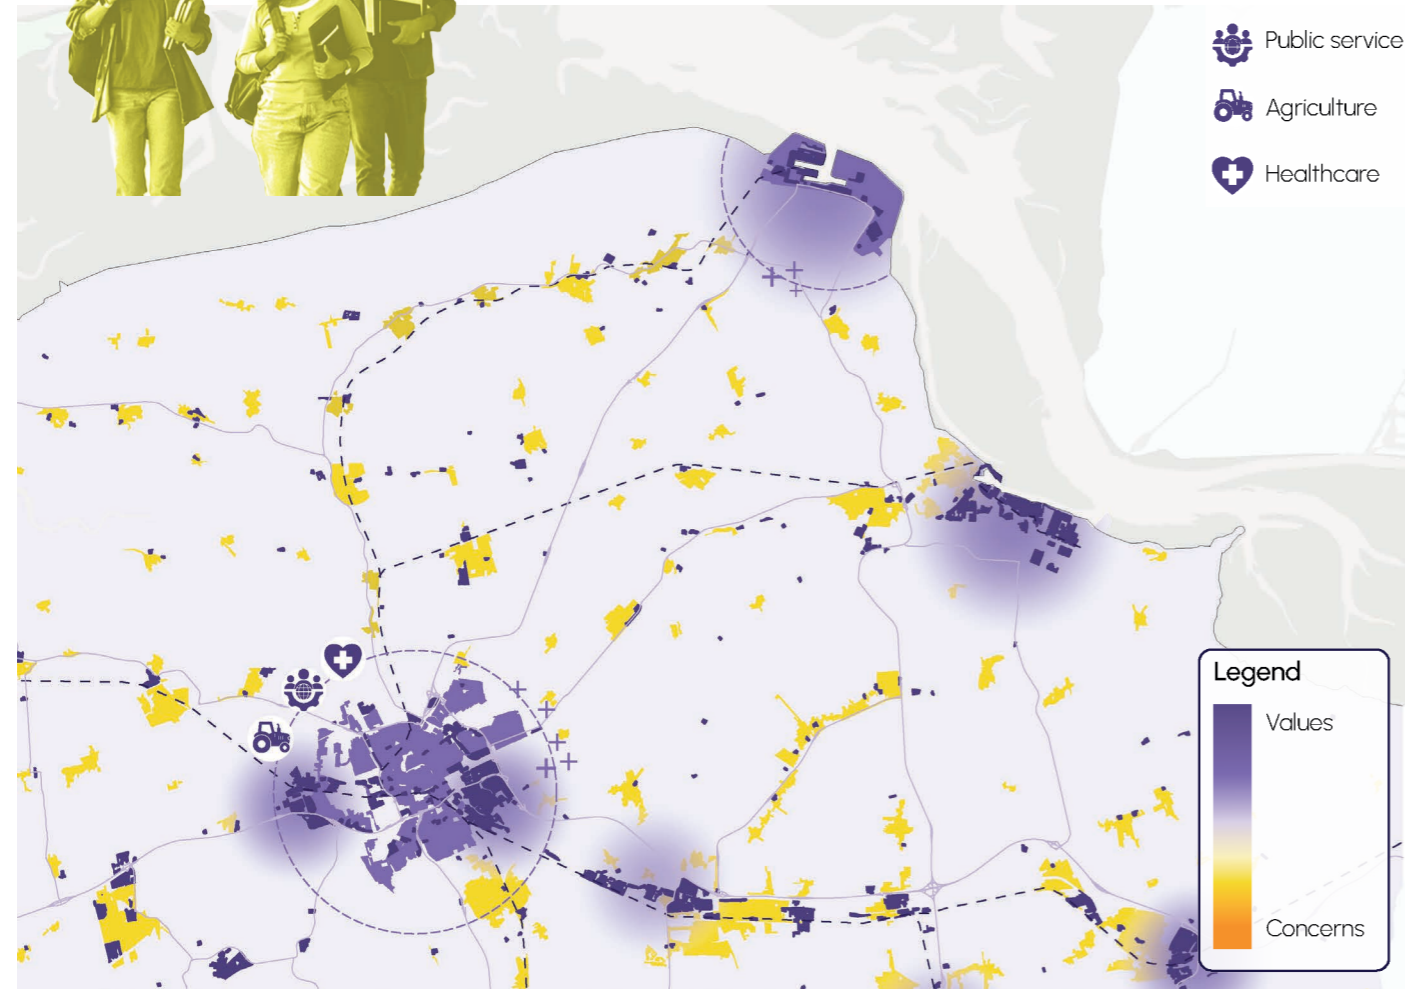 Public service
Agriculture
Healthcare
Legend
Values
Concerns